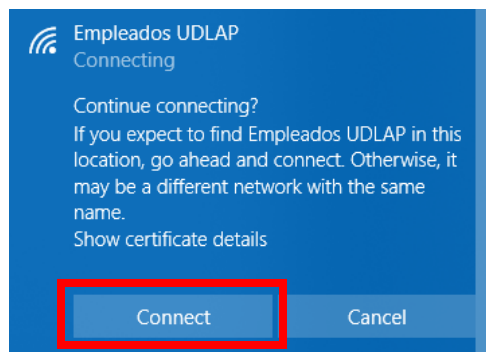 Empleados UDLAP
Connecting
Continue connecting?
If you expect to find Empleados UDLAP in this
location, go ahead and connect. Otherwise, it
may be a different network with the same
name.
Show certificate details
Connect
Cancel